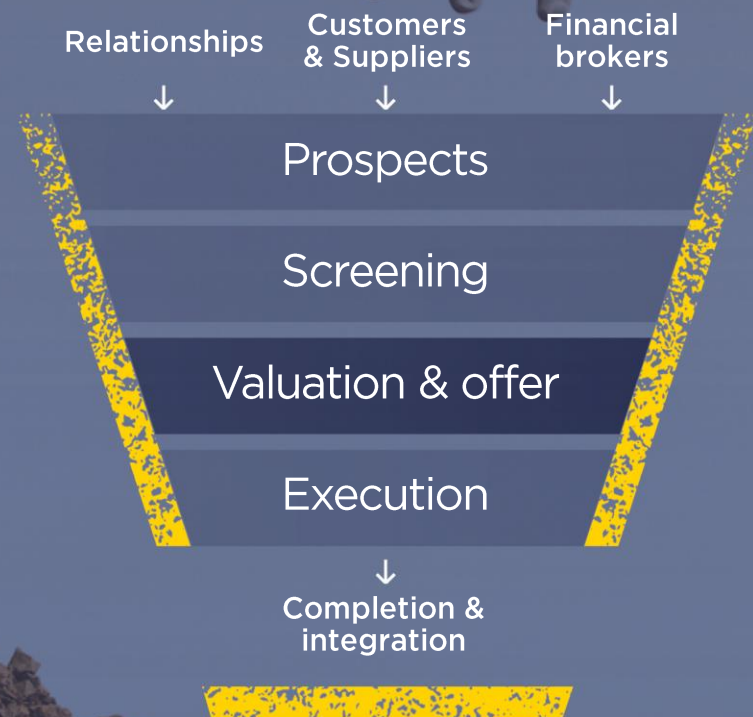 Relationships
Customers
& Suppliers
Financial
brokers
Prospects
Screening
Valuation & offer
Execution
Completion &
integration